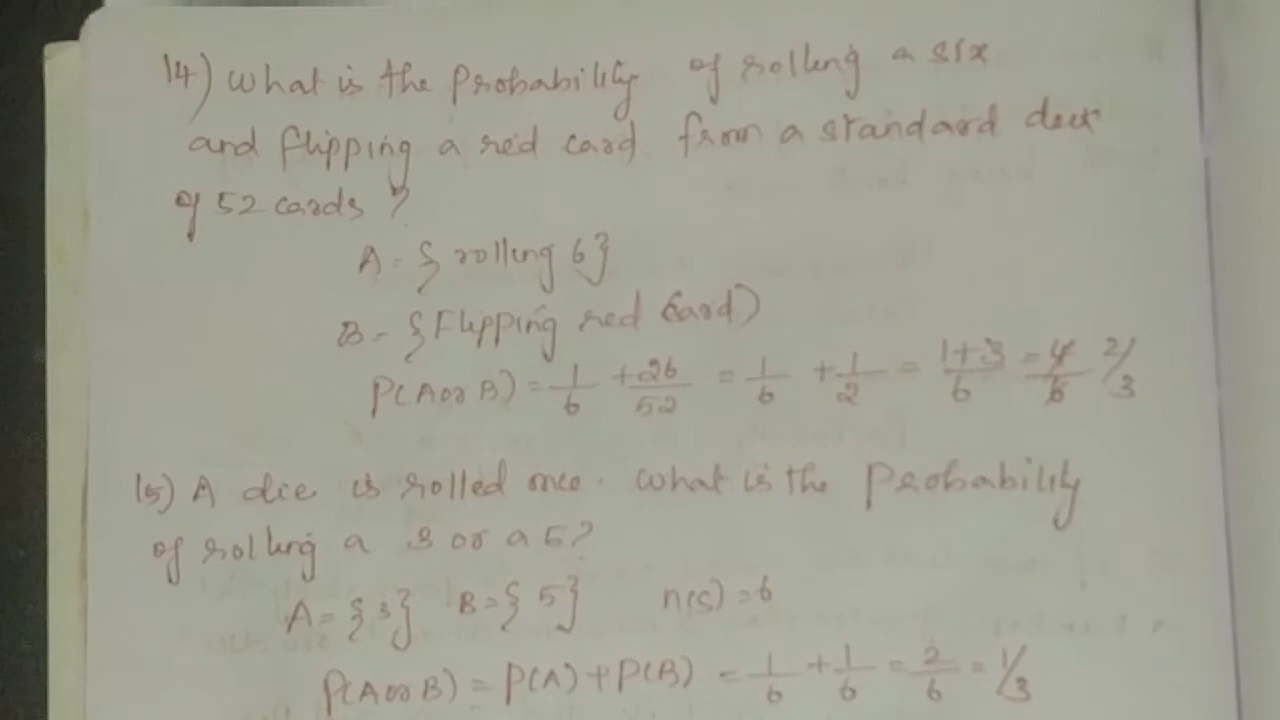 14) What is the Probability of rolling a six
and flipping a red card from a standard deck
of 52 cards ?
A = { rolling 6}
B = { Flipping red Card)
P(A or B) = 1/6 + 26/52 = 1/6 + 1/2 = 1+3/6 = 4/6 2/3
15) A die is rolled once. What is the Probability
of rolling a 3 or a 5?
A = {3} B = { 5} n(s) = 6
P(A or B) = P(A) + P(B) = 1/6 + 1/6 = 2/6 = 1/3